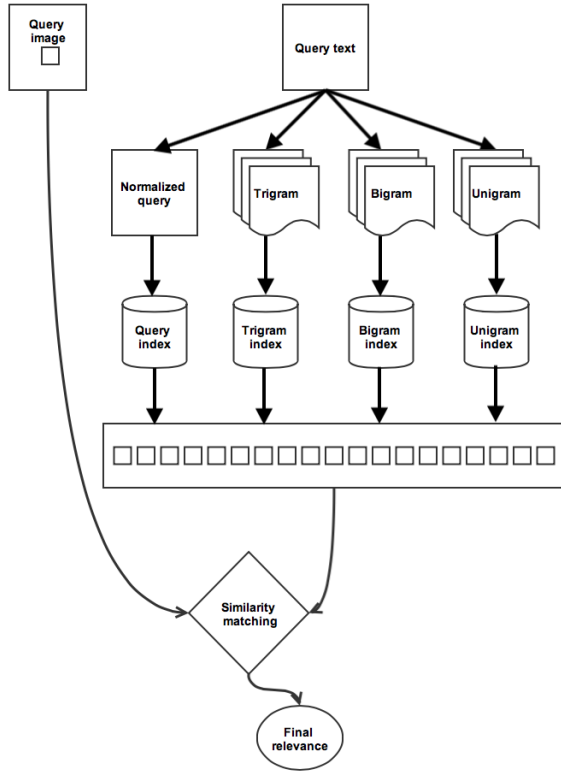 Query
image
Query text
Normalized
query
Trigram
Bigram
Unigram
Query
index
Trigram
index
Bigram
index
Unigram
index
Similarity
matching
Final
relevance